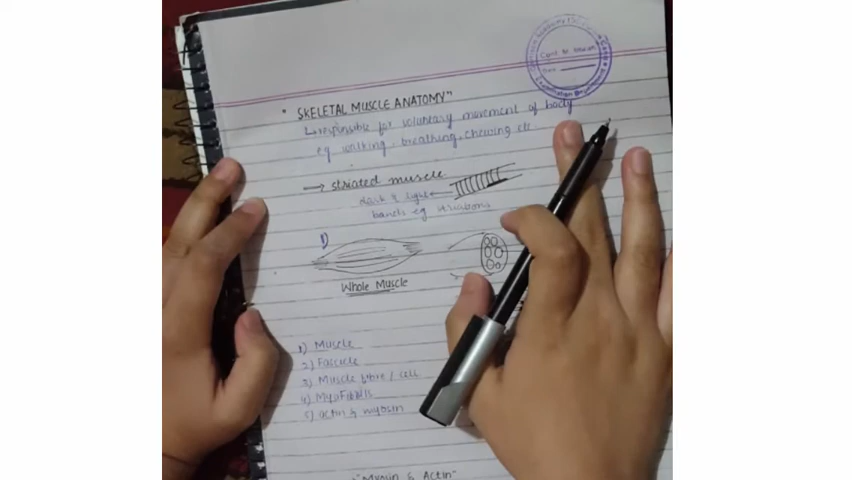 " SKELETAL MUSCLE ANATOMY"
responsible for voluntary movement of body
eg walking, breathing, chewing etc.
→ striated muscle
dark & light
bands eg striations
1)
Whole Muscle
1) Muscle
2) Fascicle
3) Muscle fibre / cell
4) MyoFibrils
5) actin & myosin
"Myosin & Actin"